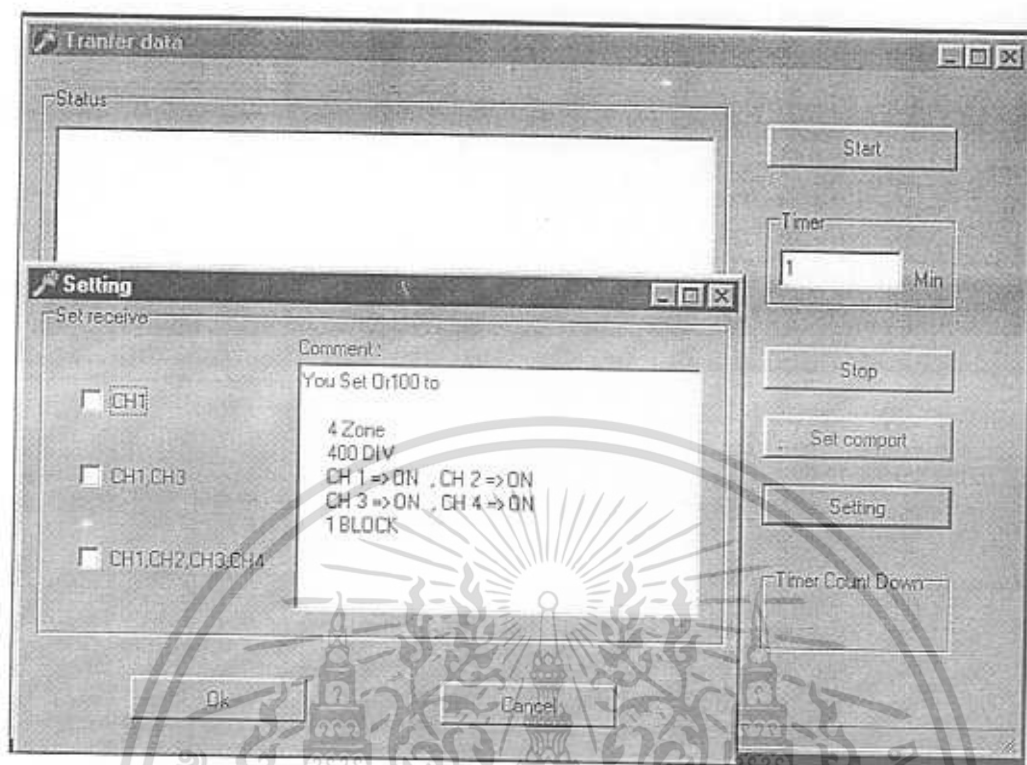 Tranfer data
Status
Start
Timer
1 Min
Setting
Set receive
Comment :
CH1
CH1,CH3
CH1,CH2,CH3,CH4
You Set Or100 to
4 Zone
400 DIV
CH 1 => ON , CH 2 => ON
CH 3 => ON , CH 4 => ON
1 BLOCK
Stop
Set comport
Setting
Timer Count Down
Ok
Cancel